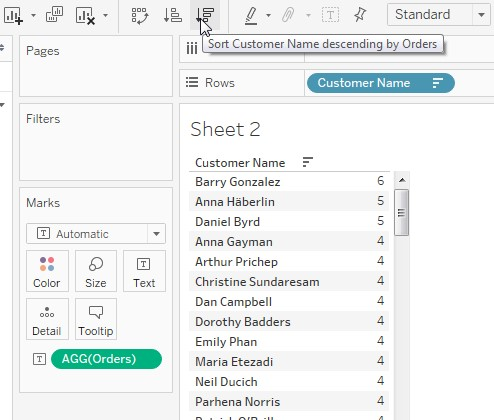 Standard
Sort Customer Name descending by Orders
Pages
iii
Rows
Customer Name
Filters
Sheet 2
Customer Name
Barry Gonzalez 6
Anna Häberlin 5
Daniel Byrd 5
Anna Gayman 4
Arthur Prichep 4
Christine Sundaresam 4
Dan Campbell 4
Dorothy Badders 4
Emily Phan 4
Maria Etezadi 4
Neil Ducich 4
Parhena Norris 4
Marks
T Automatic
Color
Size
T
Text
Detail
Tooltip
T AGG(Orders)